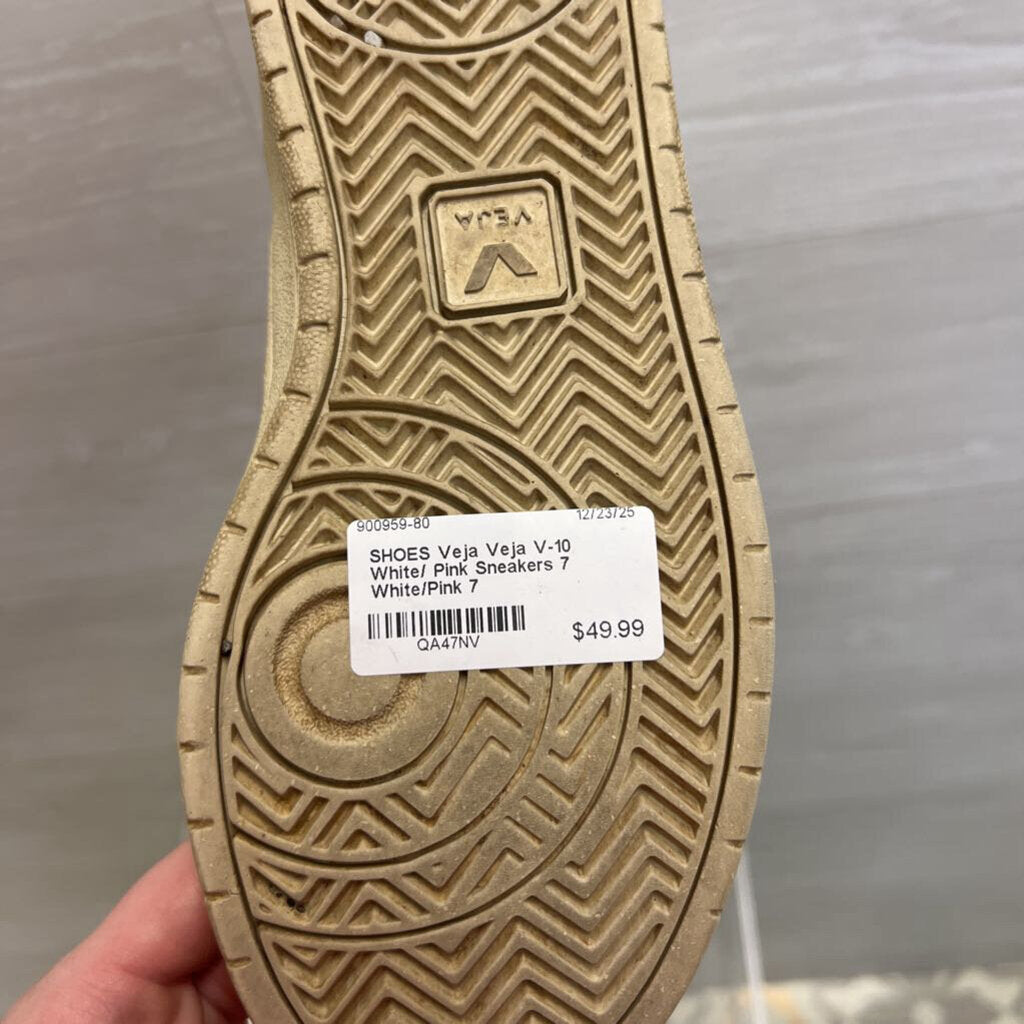 VEJA
900959-80 12/23/25
SHOES Veja Veja V-10
White/ Pink Sneakers 7
White/Pink 7
QA47NV $49.99